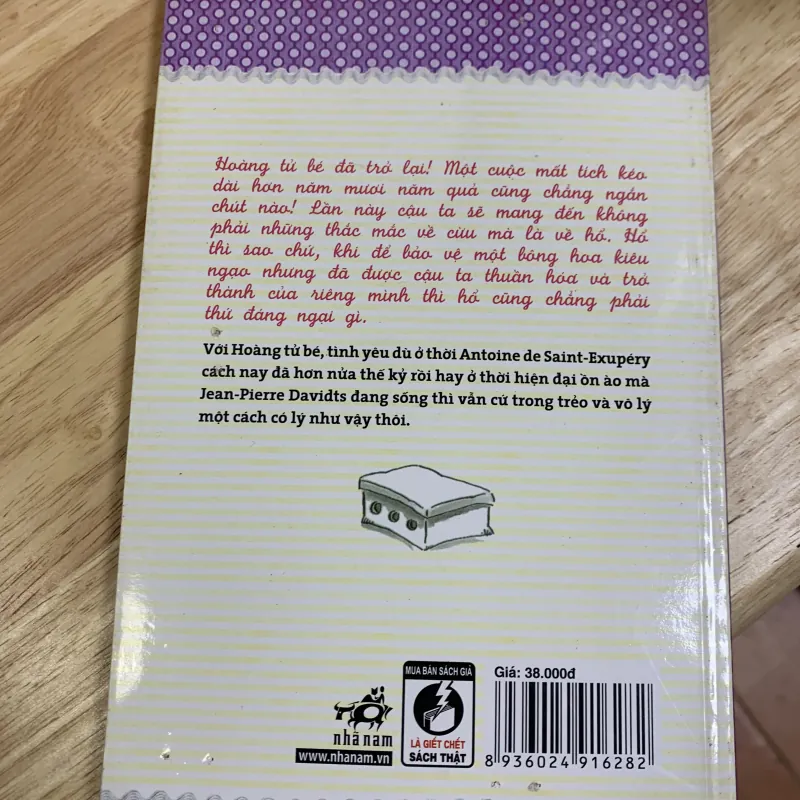 Hoàng tử bé đã trở lại! Một cuộc mất tích kéo
dài hơn năm mươi năm quả cũng chẳng ngắn
chút nào! Lần này cậu ta sẽ mang đến không
phải những thắc mắc về cừu mà là về hổ. Hổ
thì sao chứ, khi để bảo vệ một bông hoa kiêu
ngạo nhưng đã được cậu ta thuần hóa và trở
thành của riêng mình thì hổ cũng chẳng phải
thứ đáng ngại gì.
Với Hoàng tử bé, tình yêu dù ở thời Antoine de Saint-Exupéry
cách nay đã hơn nửa thế kỷ rồi hay ở thời hiện đại ồn ào mà
Jean-Pierre Davidts đang sống thì vẫn cứ trong trẻo và vô lý
một cách có lý như vậy thôi.
nhã nam
www.nhanam.vn
MUA BÁN SÁCH GIẢ
LÀ GIẾT CHẾT
SÁCH THẬT
Giá: 38.000đ
8 936024 916282